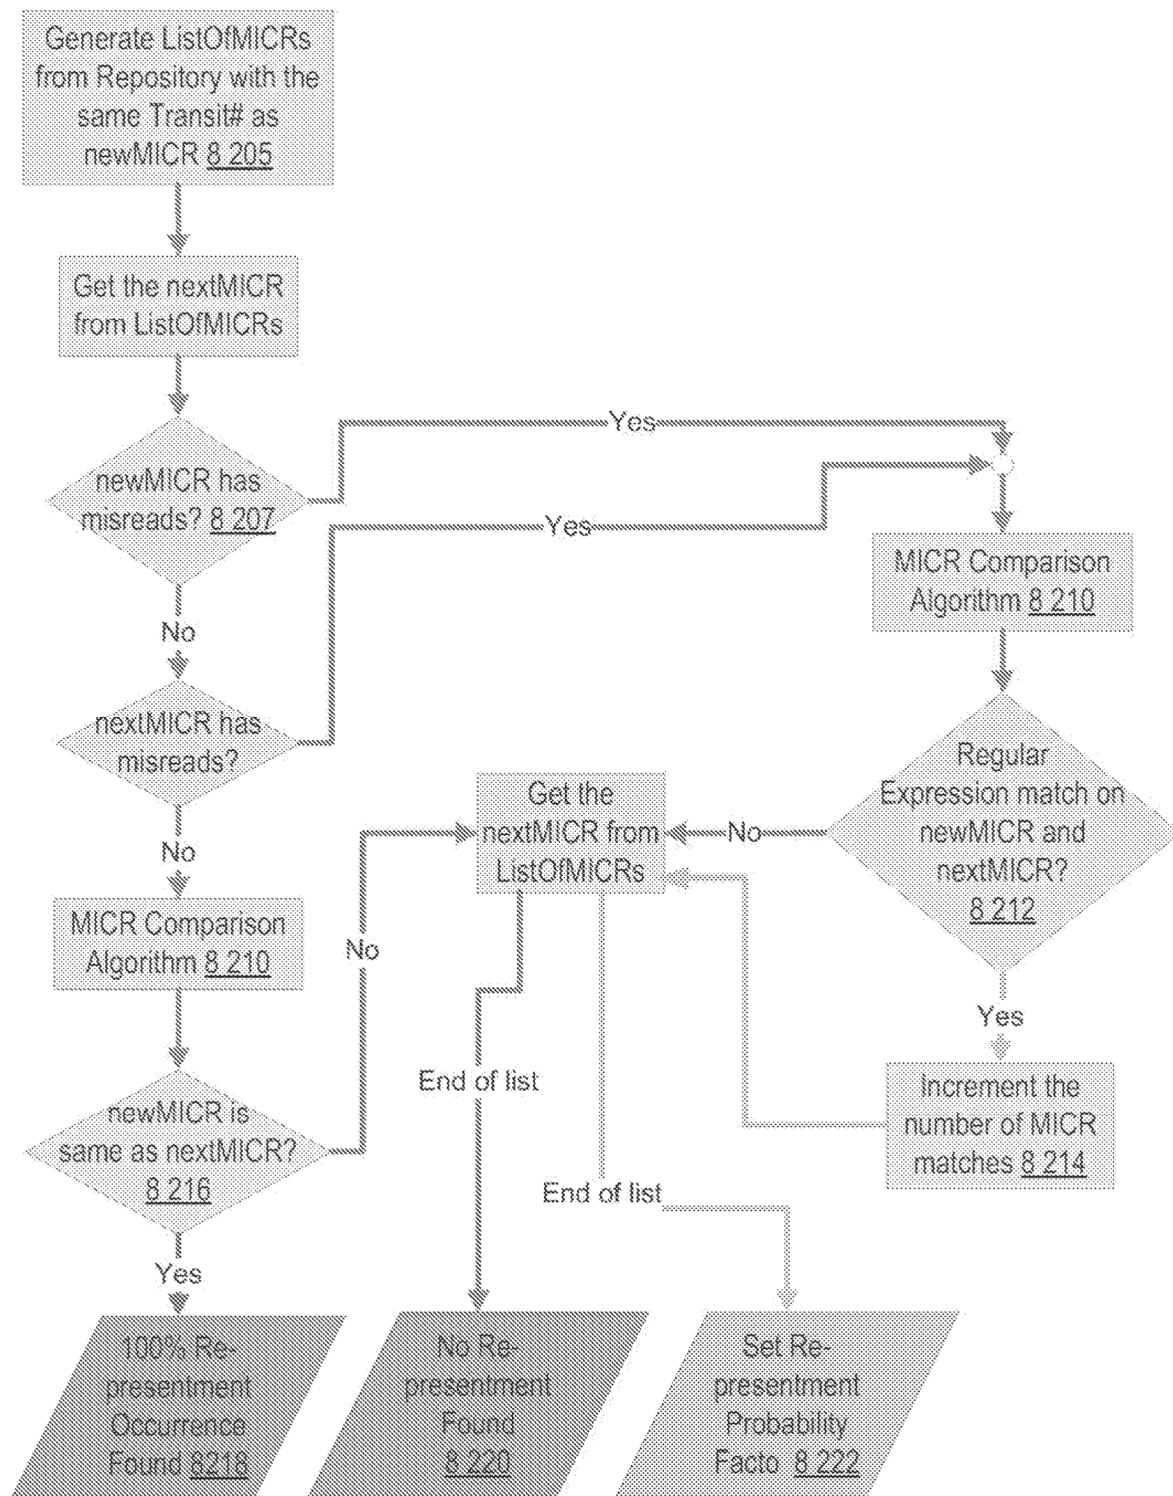 Generate ListOfMICRs
from Repository with the
same Transit# as
newMICR 8 205
Get the nextMICR
from ListOfMICRs
newMICR has
misreads? 8 207
Yes
Yes
No
nextMICR has
misreads?
No
MICR Comparison
Algorithm 8 210
newMICR is
same as nextMICR?
8 216
Yes
No
MICR Comparison
Algorithm 8 210
Regular
Expression match on
newMICR and
nextMICR?
8 212
No
Yes
Increment the
number of MICR
matches 8 214
Get the
nextMICR from
ListOfMICRs
End of list
End of list
100% Re-
presentment
Occurrence
Found 8218
No Re-
presentment
Found
8 220
Set Re-
presentment
Probability
Facto 8 222